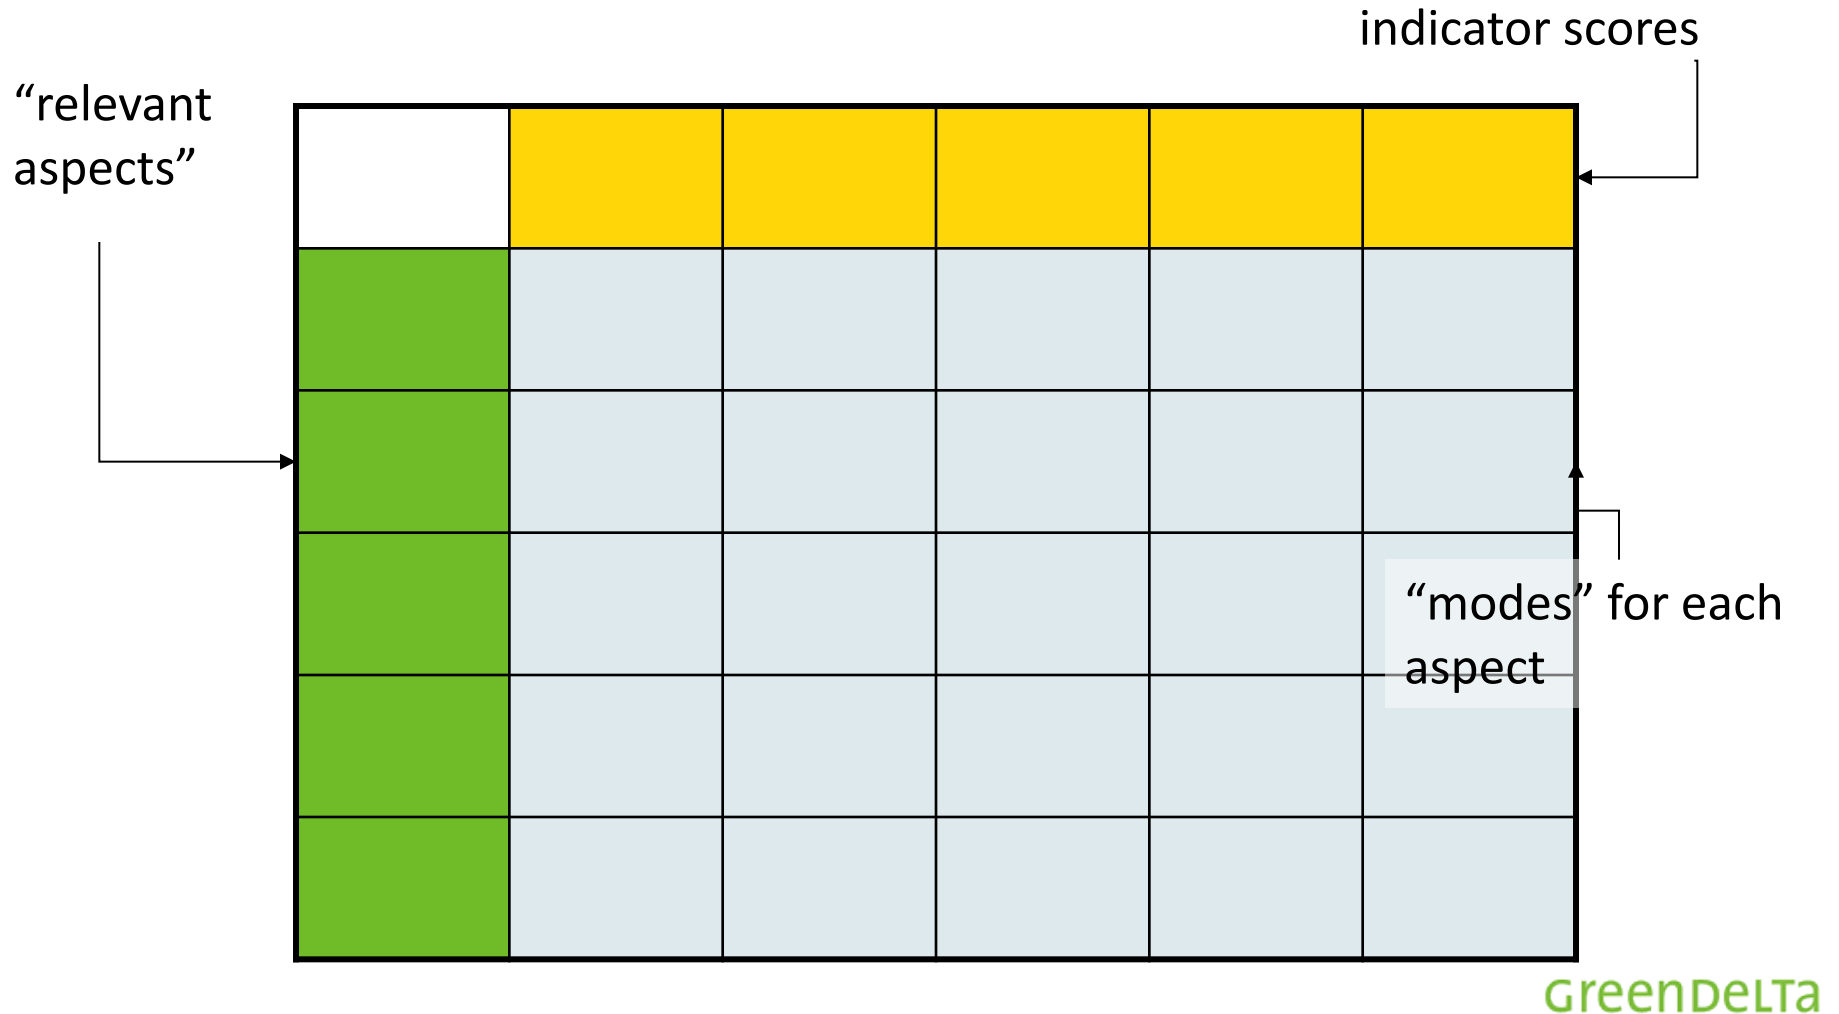 indicator scores
“relevant
aspects”
“modes” for each
aspect
GreenDeLTa